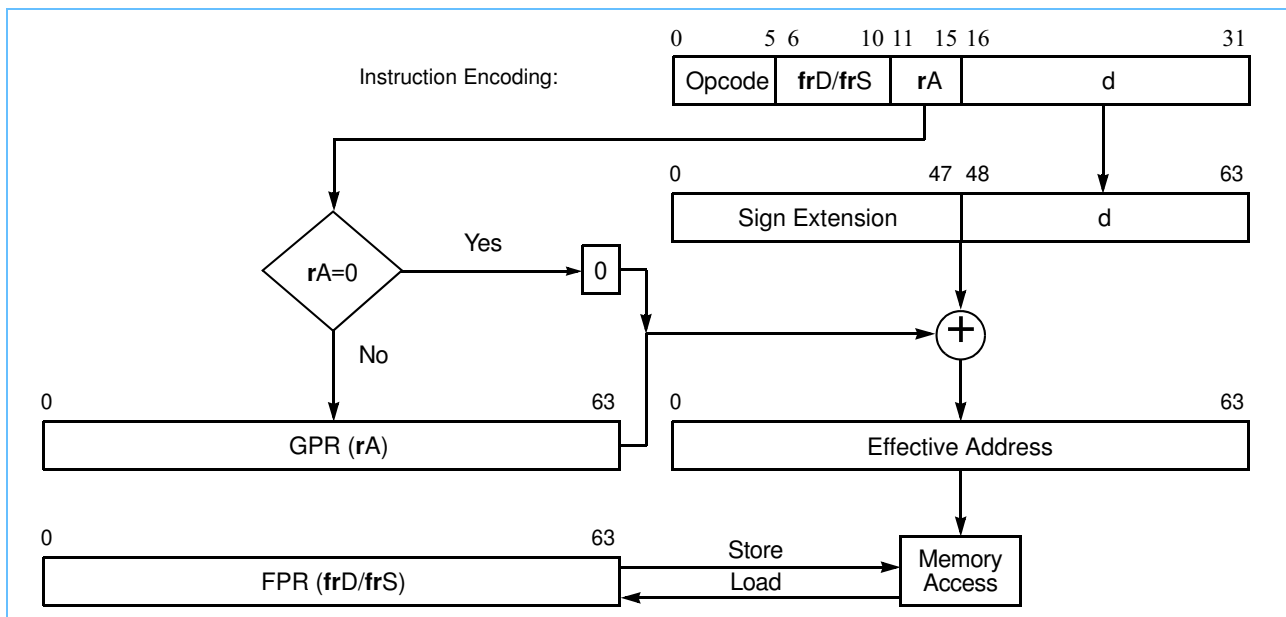 0 5 6 10 11 15 16 31
Instruction Encoding: Opcode frD/frS rA d
0 47 48 63
Sign Extension d
Yes
rA=0
0
+
No
0 63 0 63
GPR (rA) Effective Address
0 63
Store
FPR (frD/frS)
Load
Memory
Access